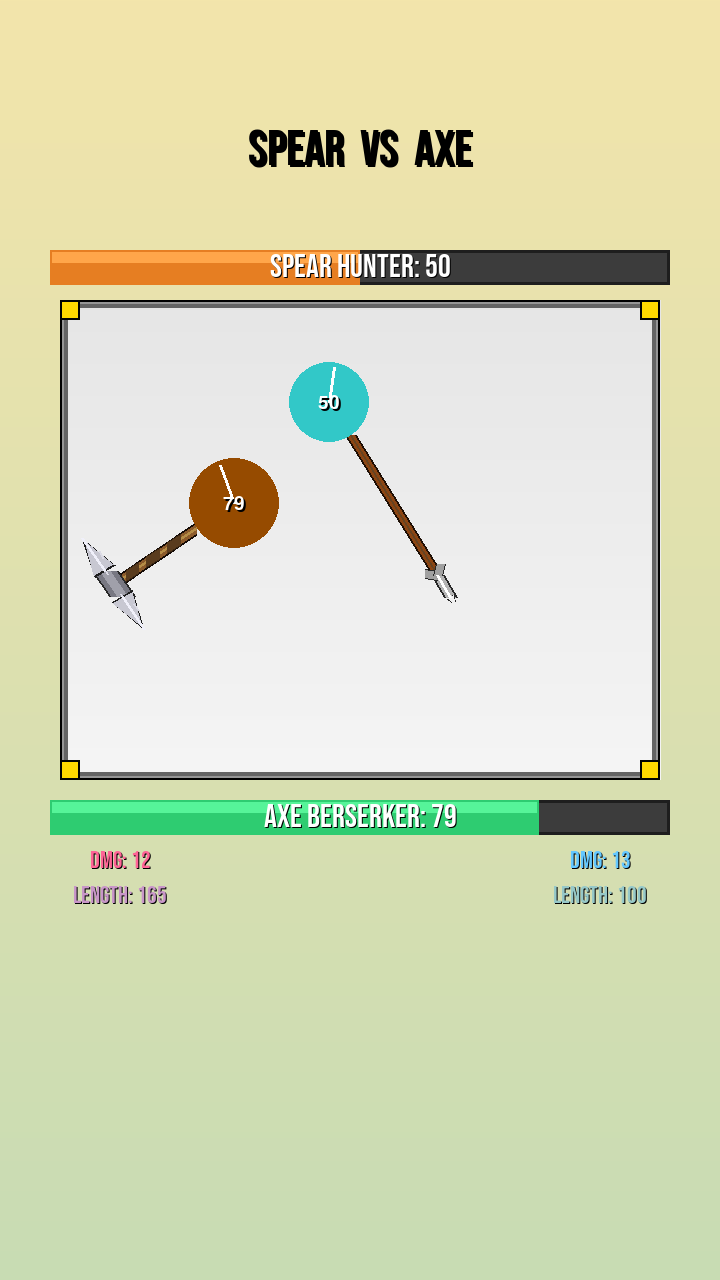 SPEAR VS AXE
SPEAR HUNTER: 50
50
79
AXE BERSERKER: 79
DMG: 12
DMG: 13
LENGTH: 165
LENGTH: 100